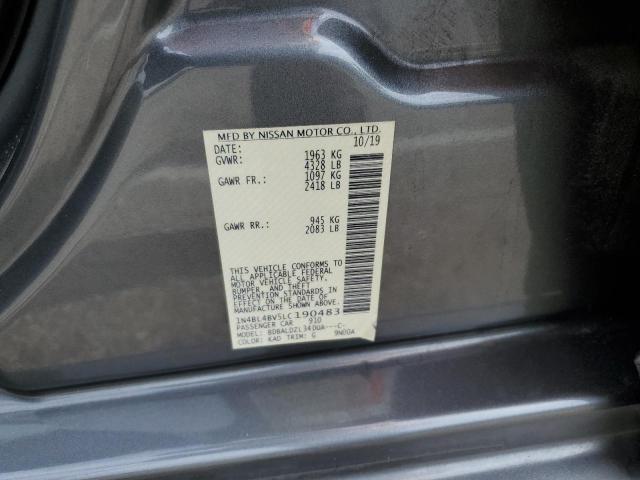 MFD BY NISSAN MOTOR CO., LTD.
DATE: 10/19
GVWR: 1963 KG
4328 LB
GAWR FR.: 1097 KG
2418 LB
GAWR RR.: 945 KG
2083 LB
THIS VEHICLE CONFORMS TO
ALL APPLICABLE FEDERAL
MOTOR VEHICLE SAFETY,
BUMPER, AND THEFT
PREVENTION STANDARDS IN
EFFECT ON THE DATE OF
MANUFACTURE SHOWN ABOVE.
1N4BL4BV5LC190483
PASSENGER CAR 910
MODEL: BDBALDZL34DUA---C-
COLOR: KAD TRIM: G 9N00A